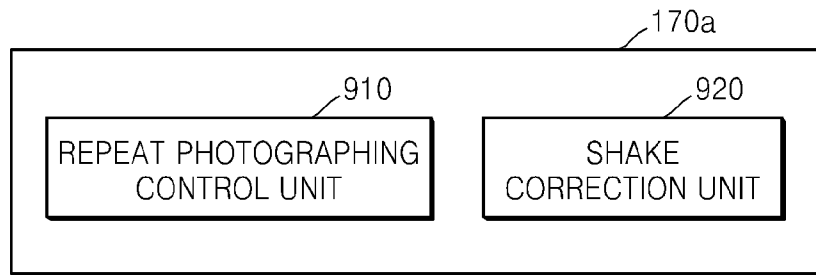 170a
910
920
REPEAT PHOTOGRAPHING
CONTROL UNIT
SHAKE
CORRECTION UNIT